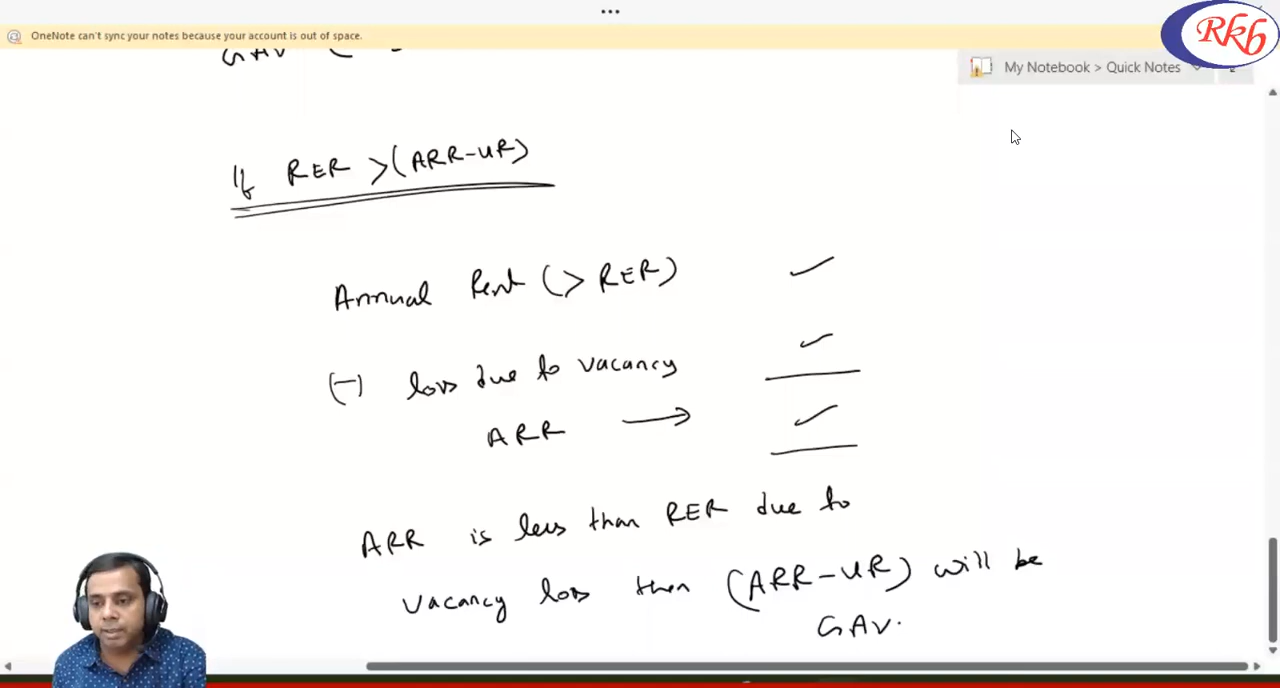 OneNote can't sync your notes because your account is out of space.
Rkb
My Notebook > Quick Notes
GAV (
If RER >(ARR-UR)
Annual Rent (> RER)
(-) loss due to vacancy
ARR →
ARR is less than RER due to
vacancy loss then (ARR-UR) will be
GAV.